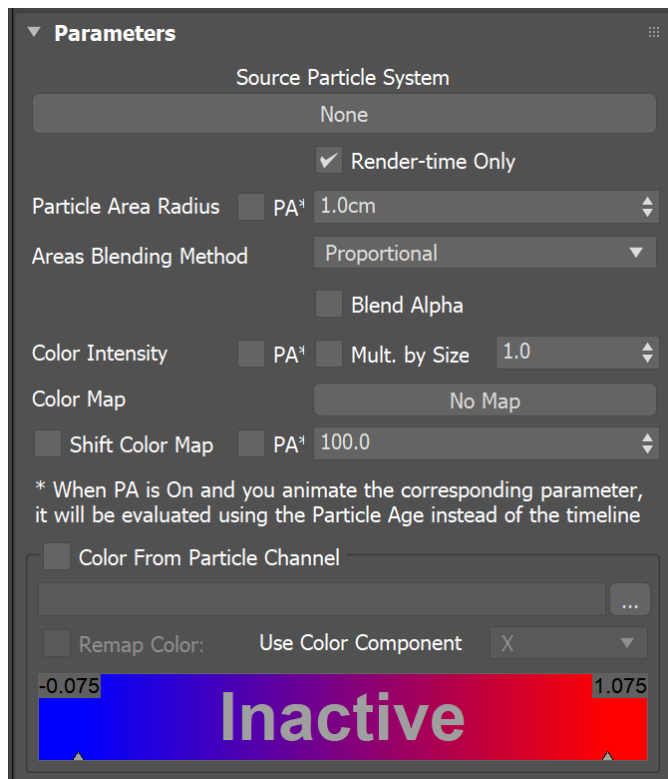 Parameters
Source Particle System
None
Render-time Only
Particle Area Radius PA* 1.0cm
Areas Blending Method Proportional
Blend Alpha
Color Intensity PA* Mult. by Size 1.0
Color Map No Map
Shift Color Map PA* 100.0
* When PA is On and you animate the corresponding parameter,
it will be evaluated using the Particle Age instead of the timeline
Color From Particle Channel
...
Remap Color: Use Color Component X
-0.075 1.075
Inactive